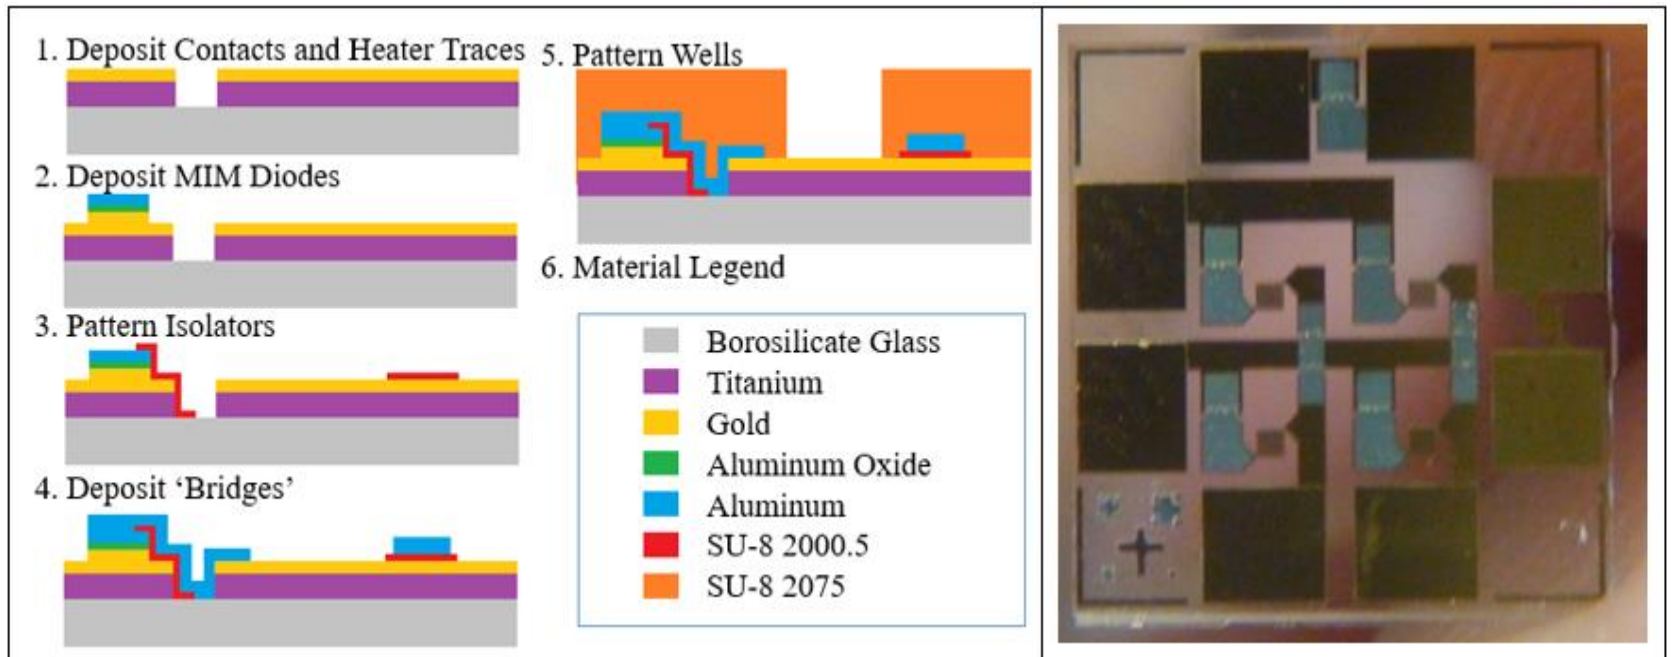 1. Deposit Contacts and Heater Traces
2. Deposit MIM Diodes
3. Pattern Isolators
4. Deposit ‘Bridges’
5. Pattern Wells
6. Material Legend
Borosilicate Glass
Titanium
Gold
Aluminum Oxide
Aluminum
SU-8 2000.5
SU-8 2075